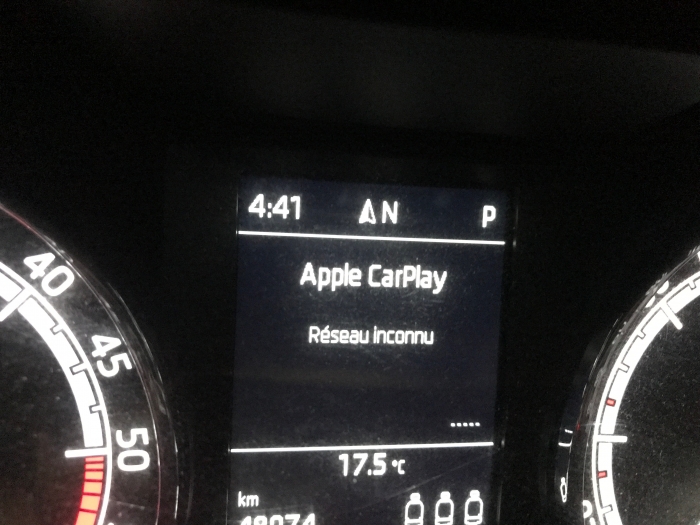 4:41 N P
Apple CarPlay
Réseau inconnu
.....
17.5 °C
km
40
45
50